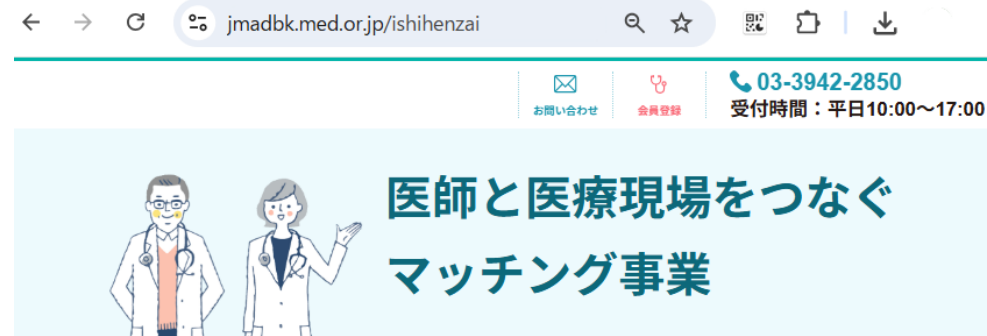 jmadbk.med.or.jp/ishihenzai
お問い合わせ
会員登録
03-3942-2850
受付時間：平日10:00〜17:00
医師と医療現場をつなぐ
マッチング事業